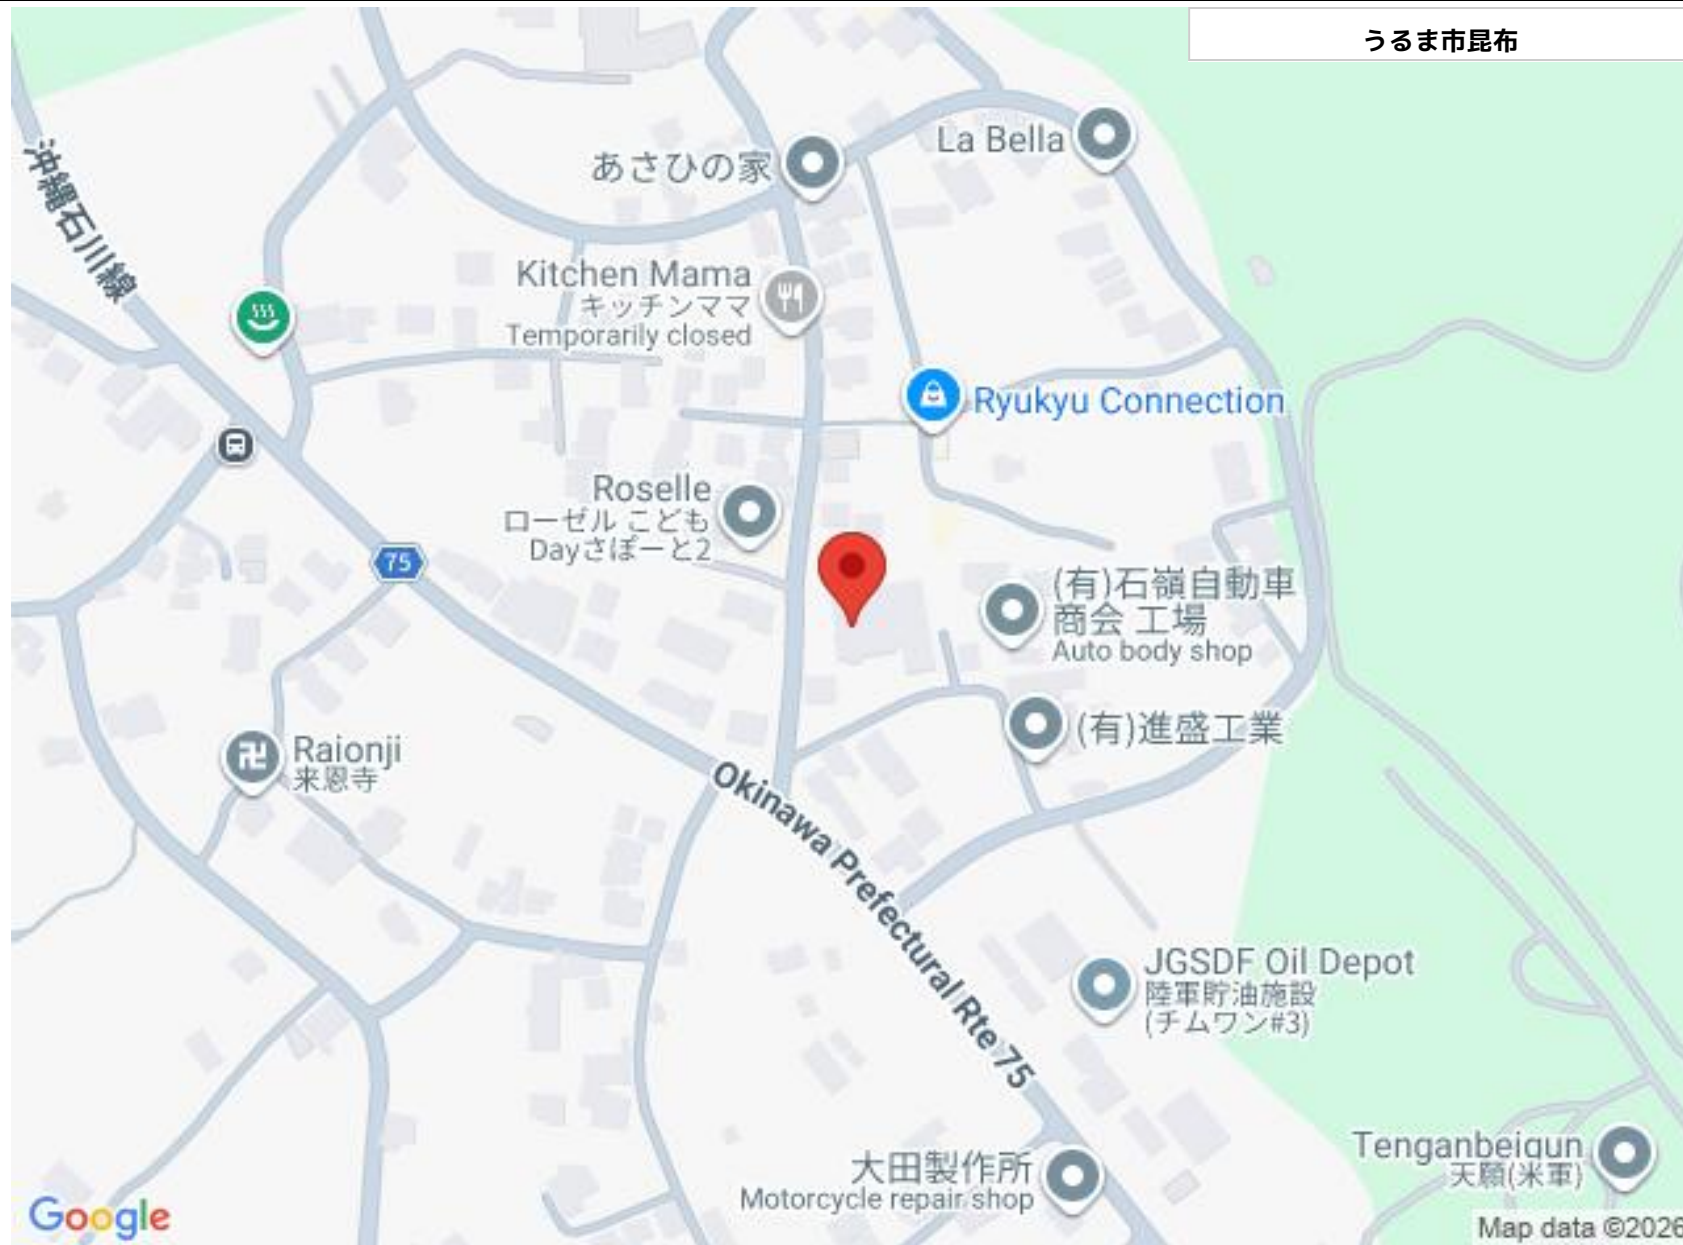 うるま市昆布
La Bella
あさひの家
沖縄石川線
Kitchen Mama
キッチンママ
Temporarily closed
Ryukyu Connection
Roselle
ローゼル こども
Dayさぽーと2
75
(有)石嶺自動車
商会 工場
Auto body shop
(有)進盛工業
Raionji
来恩寺
Okinawa Prefectural Rte 75
JGSDF Oil Depot
陸軍貯油施設
(チムワン#3)
Tenganbeigun
天願(米軍)
大田製作所
Motorcycle repair shop
Google
Map data ©2026